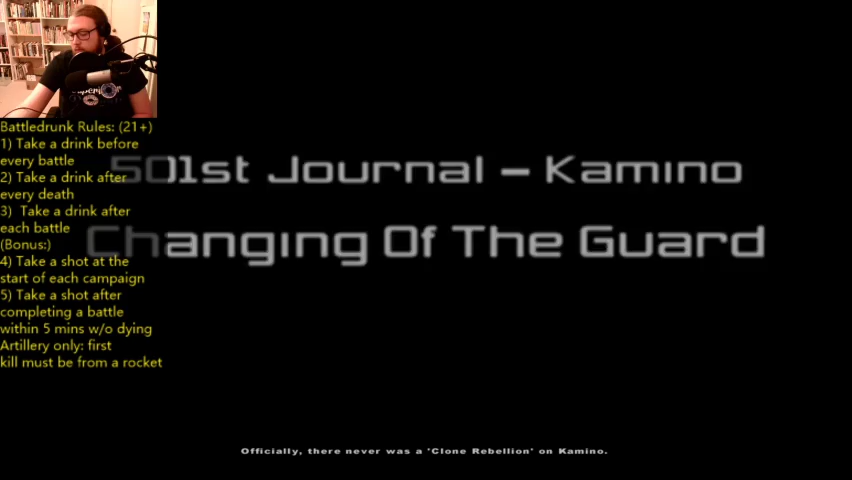 Battledrunk Rules: (21+)
1) Take a drink before
every battle
2) Take a drink after
every death
3)  Take a drink after
each battle
(Bonus:)
4) Take a shot at the
start of each campaign
5) Take a shot after
completing a battle
within 5 mins w/o dying
Artillery only: first
kill must be from a rocket
501st Journal – Kamino
Changing Of The Guard
Officially, there never was a 'Clone Rebellion' on Kamino.